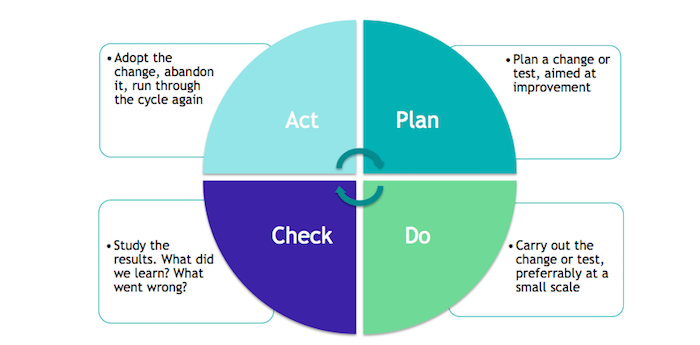 • Adopt the
change, abandon
it, run through
the cycle again
Act
Plan
• Plan a change or
test, aimed at
improvement
• Study the
results. What did
we learn? What
went wrong?
Check
Do
• Carry out the
change or test,
preferrably at a
small scale